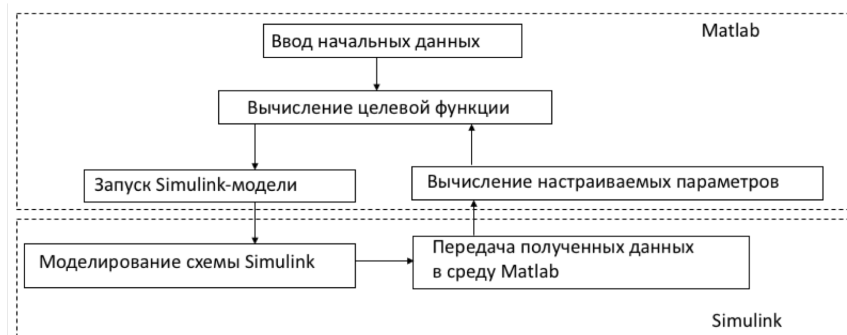 Matlab
Ввод начальных данных
Вычисление целевой функции
Запуск Simulink-модели
Вычисление настраиваемых параметров
Моделирование схемы Simulink
Передача полученных данных
в среду Matlab
Simulink